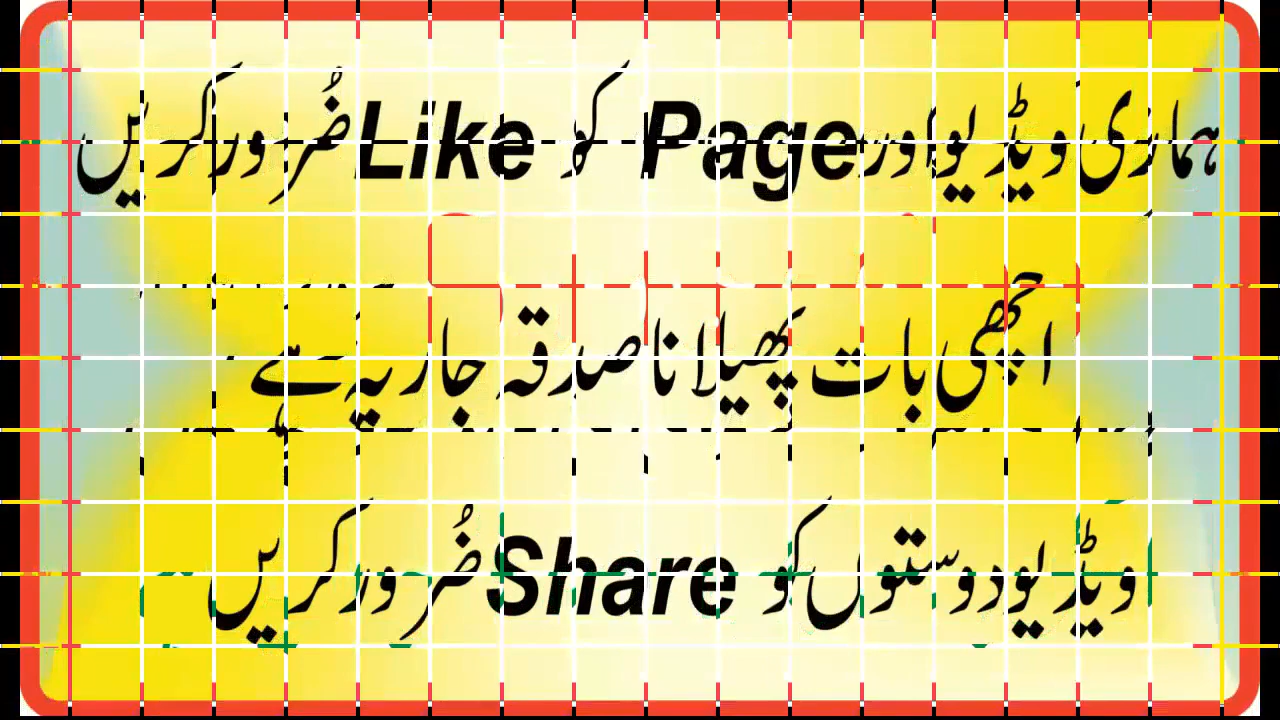 ہماری ویڈیو اور Page کو Like ضرور کریں
اچھی بات پھیلانا صدقہ جاریہ ہے
ویڈیو دوستوں کو Share ضرور کریں